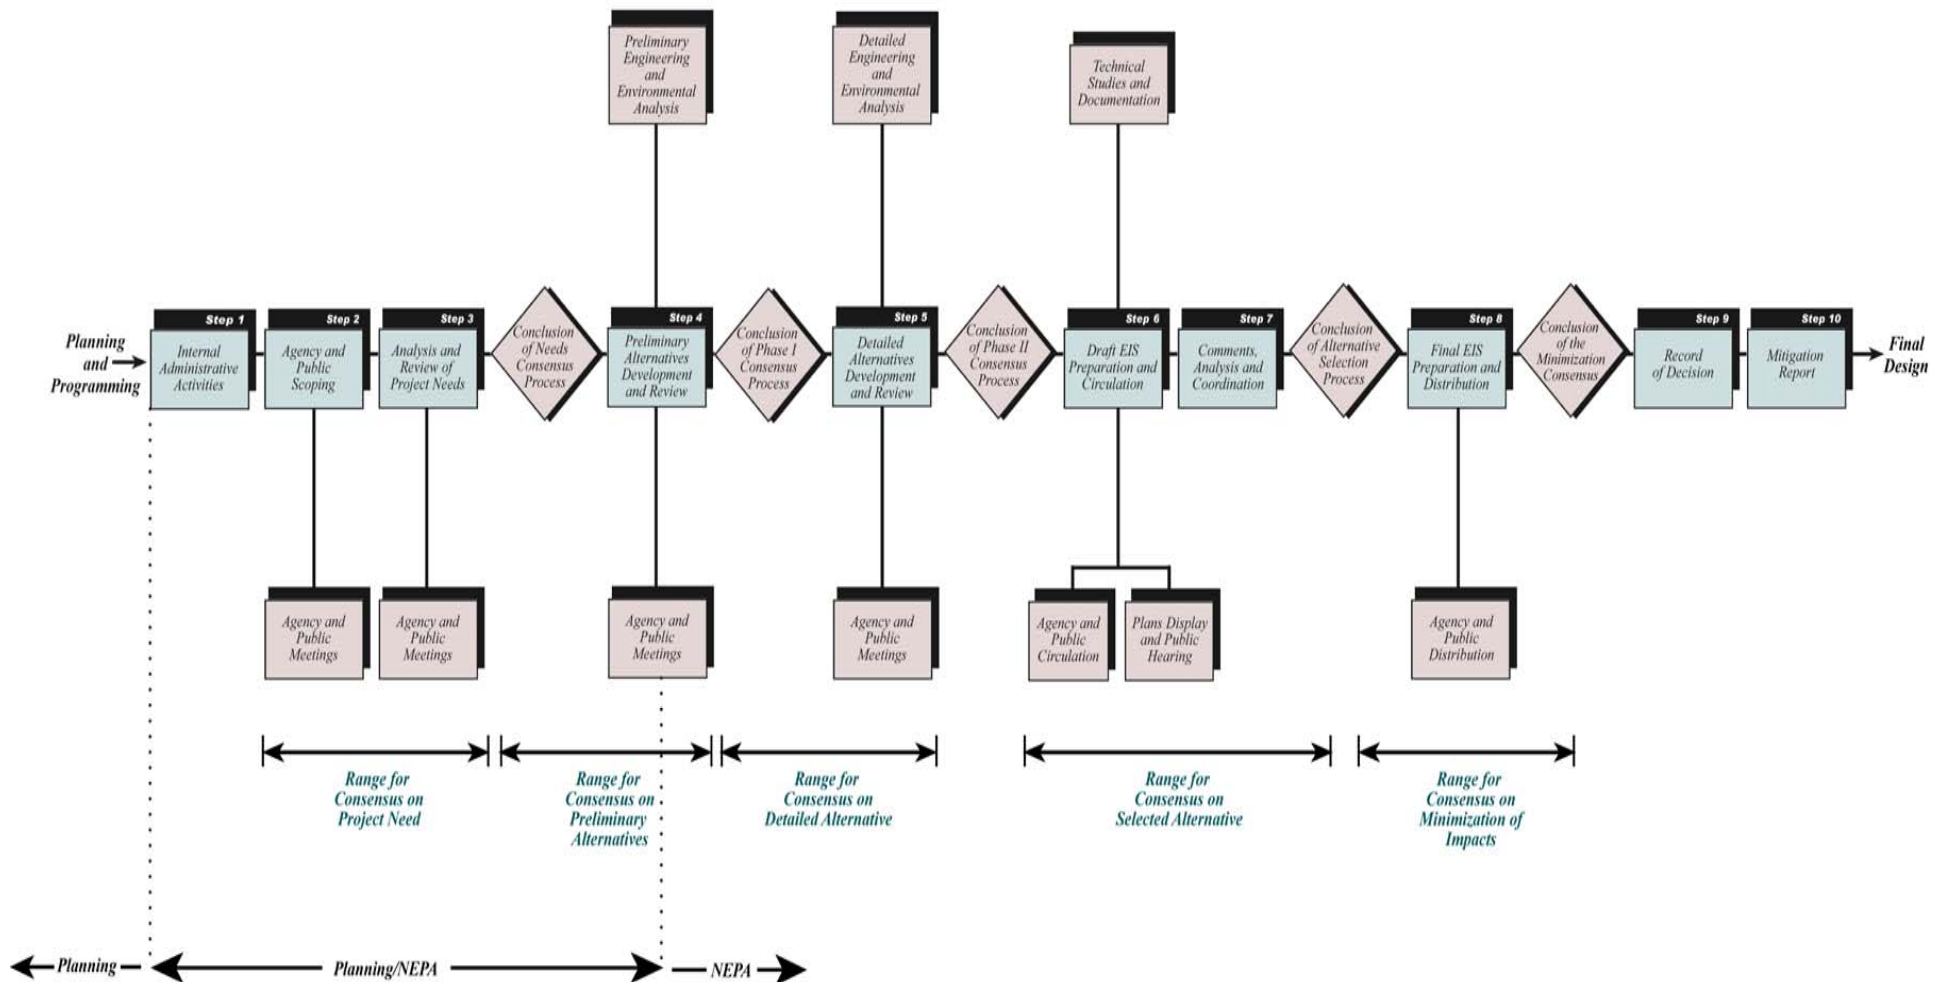 Preliminary
Engineering
and
Environmental
Analysis
Detailed
Engineering
and
Environmental
Analysis
Technical
Studies and
Documentation
Planning
and
Programming
Step 1
Internal
Administrative
Activities
Step 2
Agency and
Public
Scoping
Step 3
Analysis and
Review of
Project Needs
Conclusion
of Needs
Consensus
Process
Step 4
Preliminary
Alternatives
Development
and Review
Conclusion
of Phase I
Consensus
Process
Step 5
Detailed
Alternatives
Development
and Review
Conclusion
of Phase II
Consensus
Process
Step 6
Draft EIS
Preparation and
Circulation
Step 7
Comments,
Analysis and
Coordination
Conclusion
of Alternative
Selection
Process
Step 8
Final EIS
Preparation and
Distribution
Conclusion
of the
Minimization
Consensus
Step 9
Record
of Decision
Step 10
Mitigation
Report
Final
Design
Agency and
Public
Meetings
Agency and
Public
Meetings
Agency and
Public
Meetings
Agency and
Public
Meetings
Agency and
Public
Circulation
Plans Display
and Public
Hearing
Agency and
Public
Distribution
Range for
Consensus on
Project Need
Range for
Consensus on
Preliminary
Alternatives
Range for
Consensus on
Detailed Alternative
Range for
Consensus on
Selected Alternative
Range for
Consensus on
Minimization of
Impacts
Planning
Planning/NEPA
NEPA